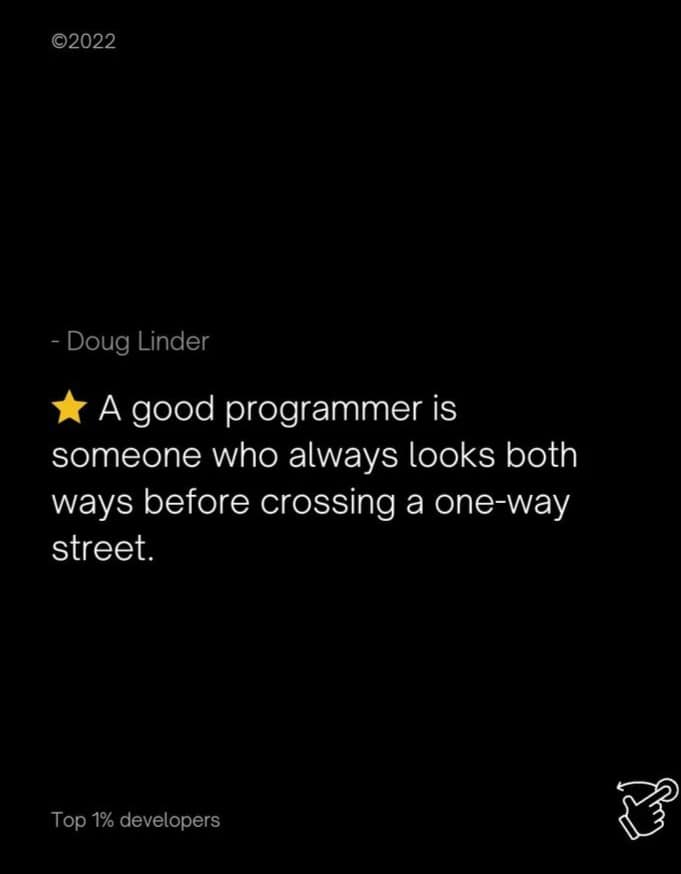 ©2022
- Doug Linder
⭐ A good programmer is
someone who always looks both
ways before crossing a one-way
street.
Top 1% developers